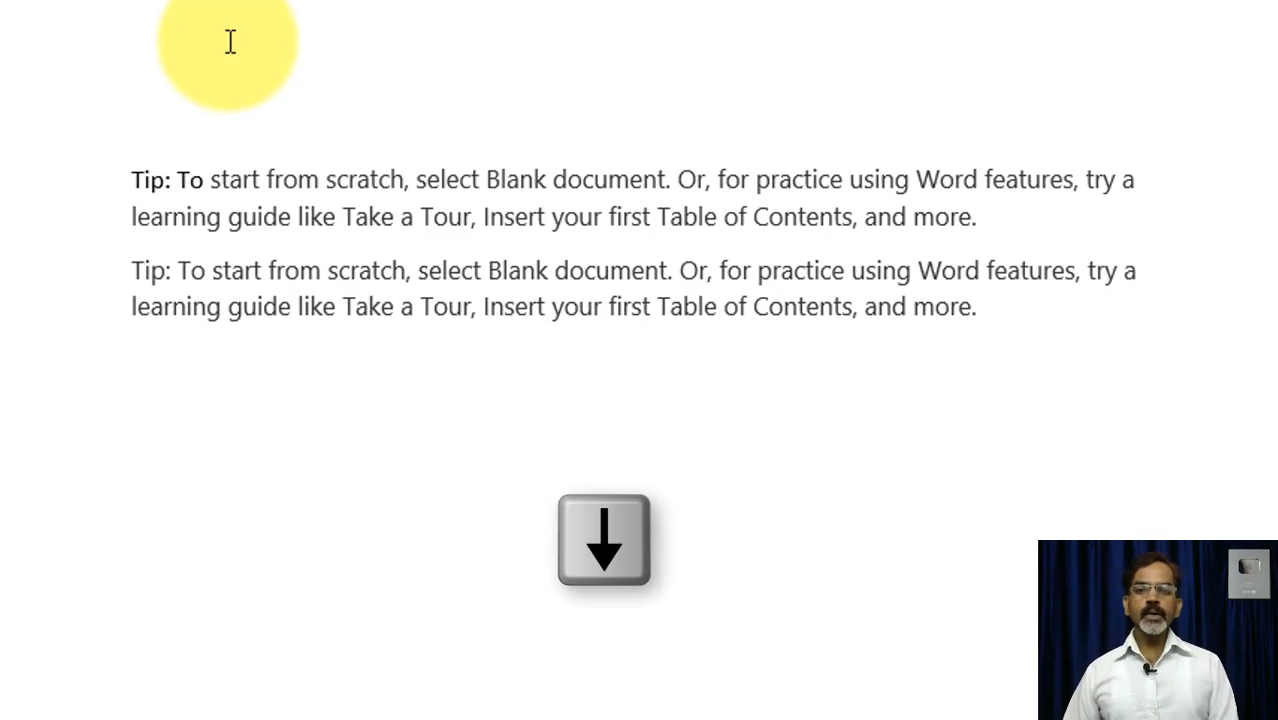 Tip: To start from scratch, select Blank document. Or, for practice using Word features, try a
learning guide like Take a Tour, Insert your first Table of Contents, and more.
Tip: To start from scratch, select Blank document. Or, for practice using Word features, try a
learning guide like Take a Tour, Insert your first Table of Contents, and more.